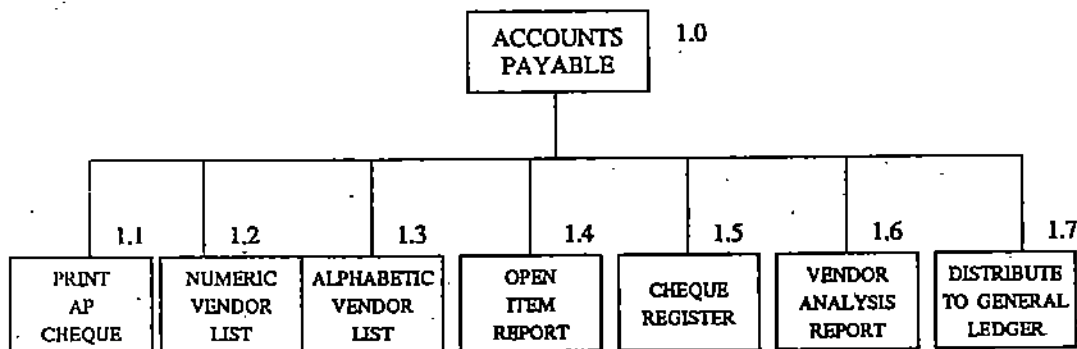 ACCOUNTS
PAYABLE
1.0
1.1
PRINT
AP
CHEQUE
1.2
NUMERIC
VENDOR
LIST
1.3
ALPHABETIC
VENDOR
LIST
1.4
OPEN
ITEM
REPORT
1.5
CHEQUE
REGISTER
1.6
VENDOR
ANALYSIS
REPORT
1.7
DISTRIBUTE
TO GENERAL
LEDGER